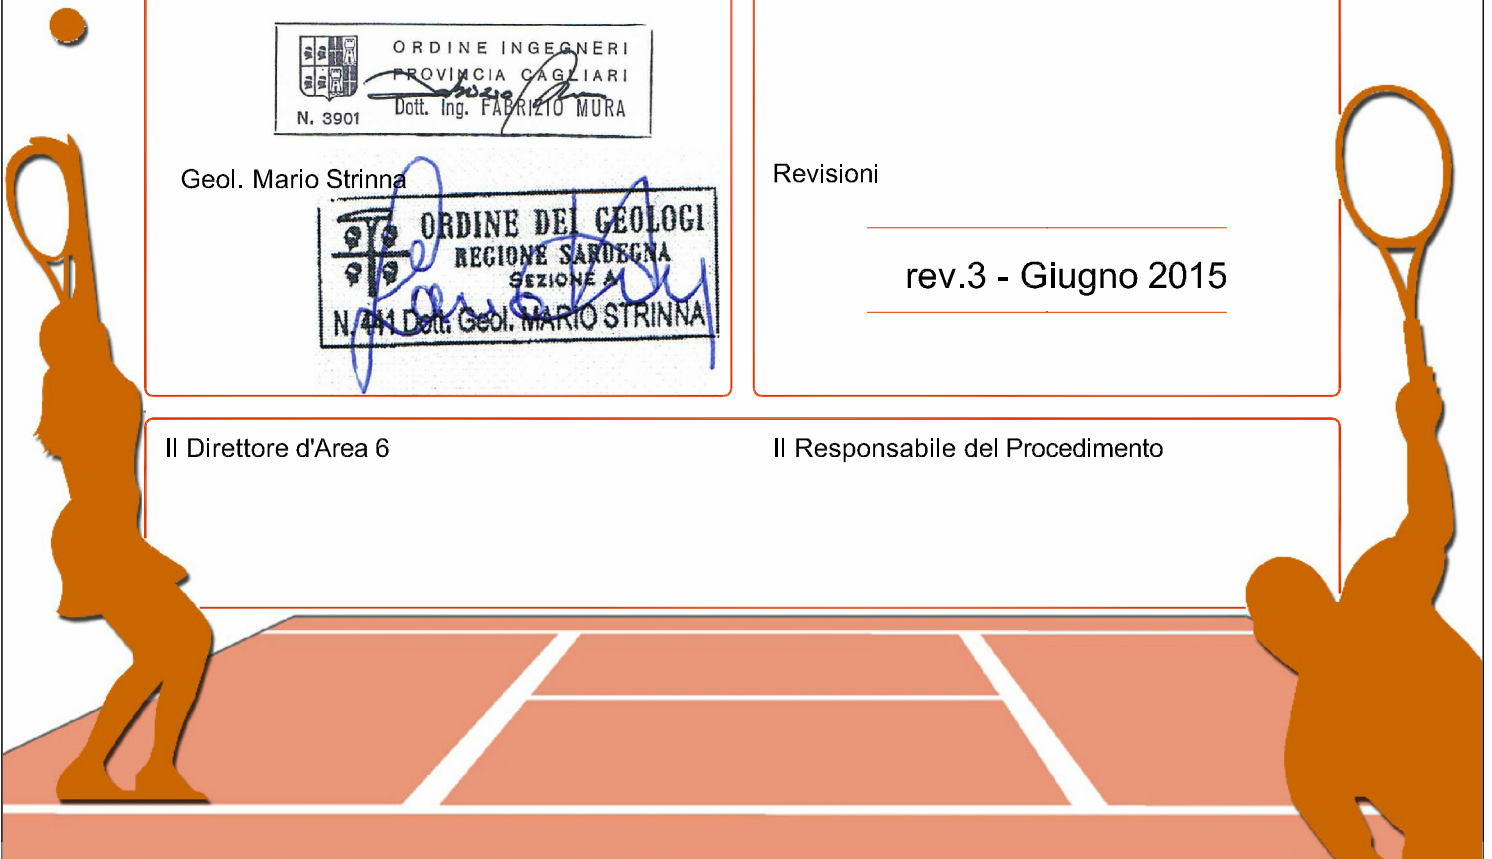 ORDINE INGEGNERI
PROVINCIA CAGLIARI
Dott. Ing. FABRIZIO MURA
N. 3901
Geol. Mario Strinna
ORDINE DEI GEOLOGI
REGIONE SARDEGNA
SEZIONE A
N. 441 Dott. Geol. MARIO STRINNA
Revisioni
rev.3 - Giugno 2015
Il Direttore d'Area 6
Il Responsabile del Procedimento